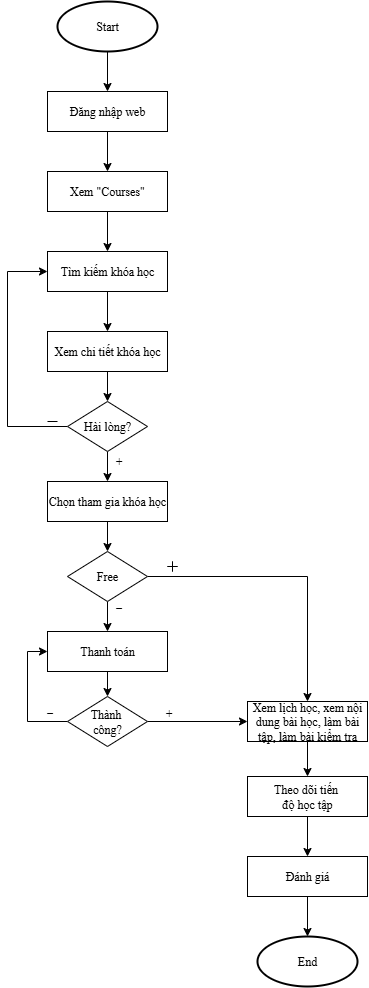 Start
Đăng nhập web
Xem "Courses"
Tìm kiếm khóa học
Xem chi tiết khóa học
Hài lòng?
—
+
Chọn tham gia khóa học
Free
+
–
Thanh toán
Thành
công?
–
+
Xem lịch học, xem nội
dung bài học, làm bài
tập, làm bài kiểm tra
Theo dõi tiến
độ học tập
Đánh giá
End